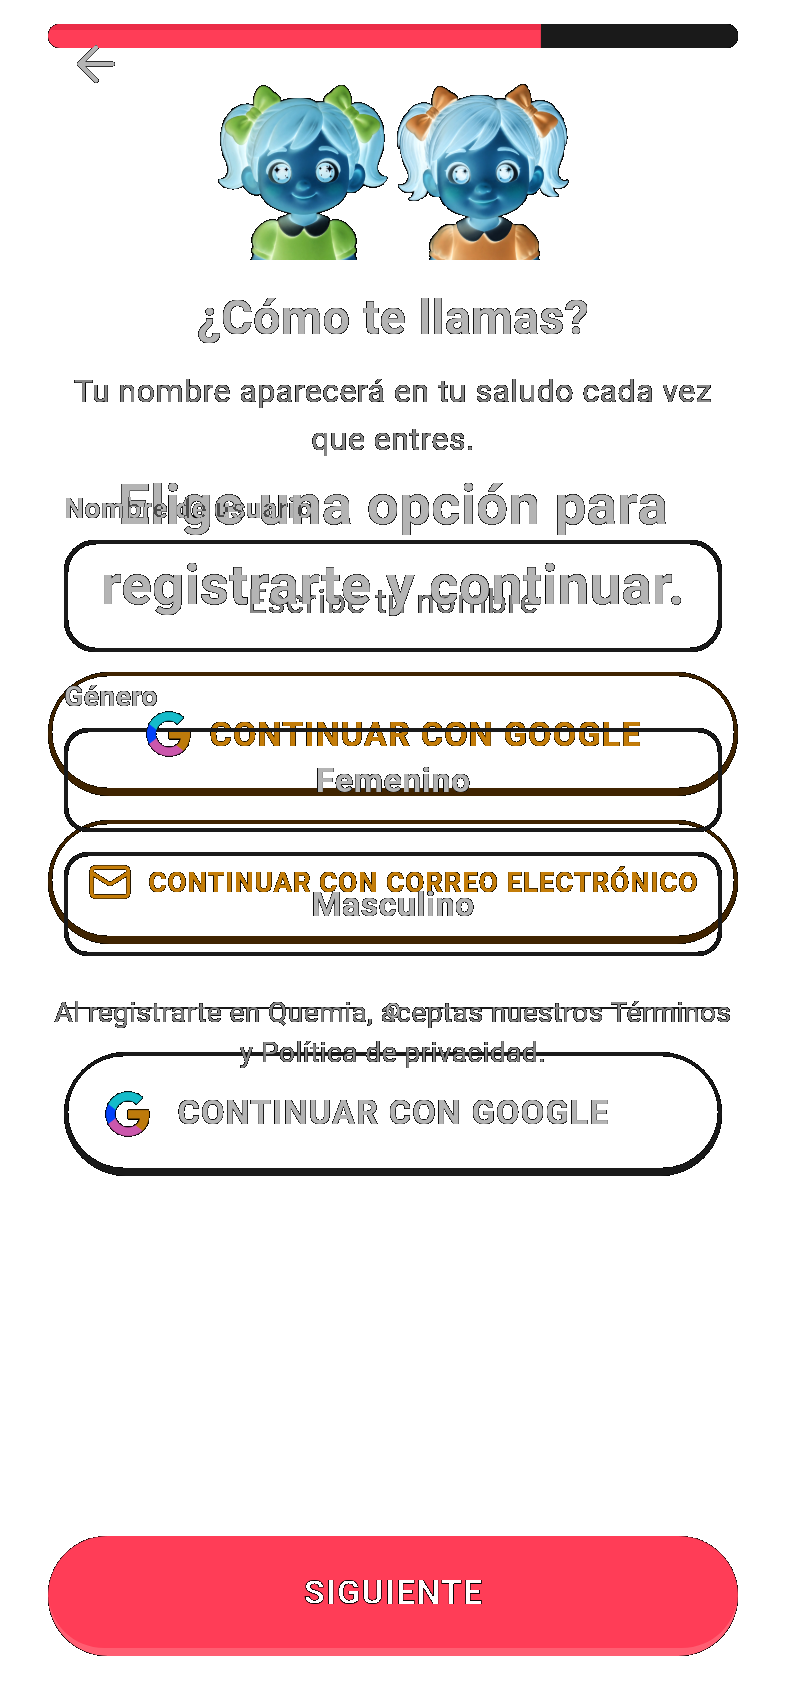 ¿Cómo te llamas?
Tu nombre aparecerá en tu saludo cada vez
que entres.
Nombre de usuario
Elige una opción para
registrarte y continuar.
Escribe tu nombre
Género
CONTINUAR CON GOOGLE
Femenino
CONTINUAR CON CORREO ELECTRÓNICO
Masculino
Al registrarte en Quemia, aceptas nuestros Términos
y Política de privacidad.
CONTINUAR CON GOOGLE
SIGUIENTE